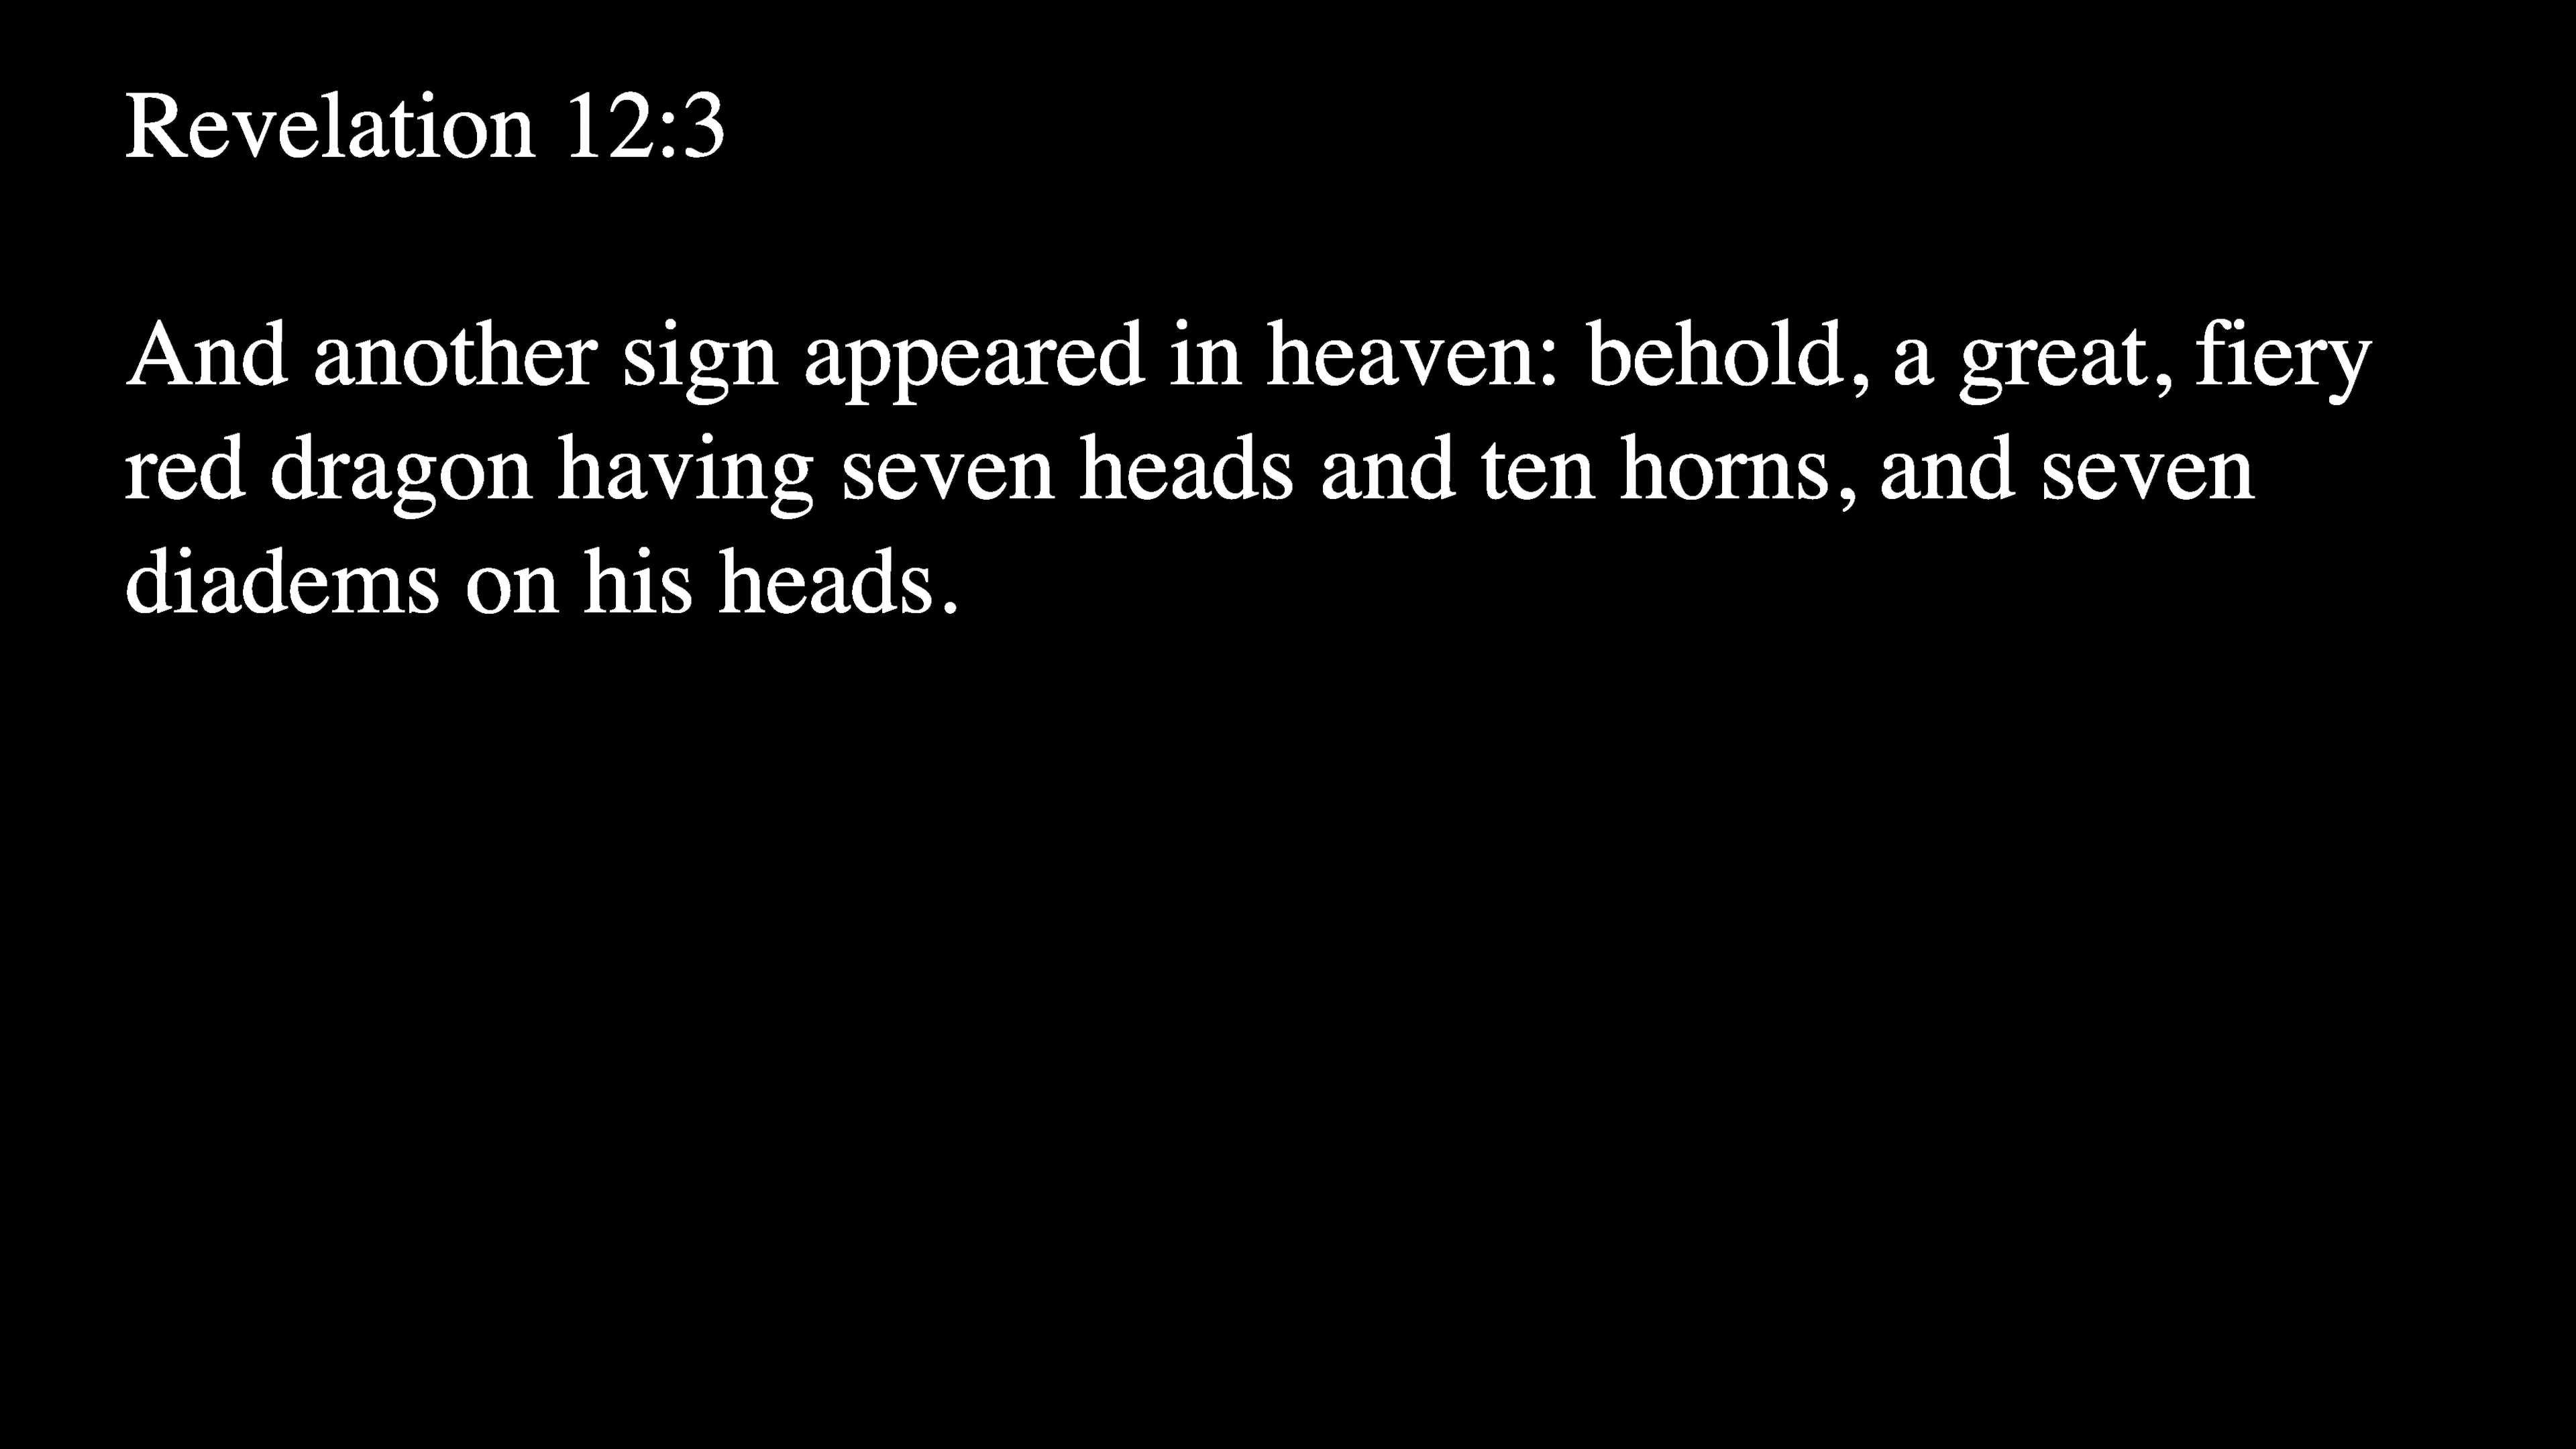 Revelation 12:3
And another sign appeared in heaven: behold, a great, fiery
red dragon having seven heads and ten horns, and seven
diadems on his heads.